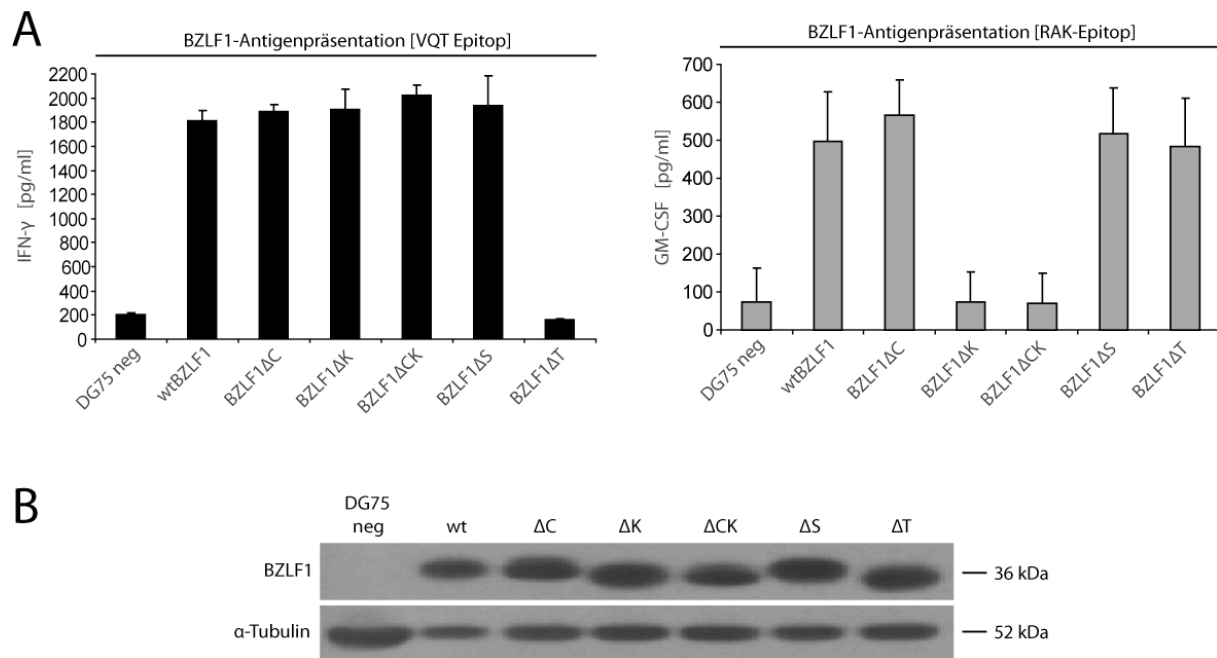 A
BZLF1-Antigenpräsentation [VQT Epitop]
IFN-γ [pg/ml]
2200
2000
1800
1600
1400
1200
1000
800
600
400
200
0
DG75 neg
wtBZLF1
BZLF1ΔC
BZLF1ΔK
BZLF1ΔCK
BZLF1ΔS
BZLF1ΔT
BZLF1-Antigenpräsentation [RAK-Epitop]
GM-CSF [pg/ml]
700
600
500
400
300
200
100
0
DG75 neg
wtBZLF1
BZLF1ΔC
BZLF1ΔK
BZLF1ΔCK
BZLF1ΔS
BZLF1ΔT
B
DG75
neg wt ΔC ΔK ΔCK ΔS ΔT
BZLF1 36 kDa
α-Tubulin 52 kDa